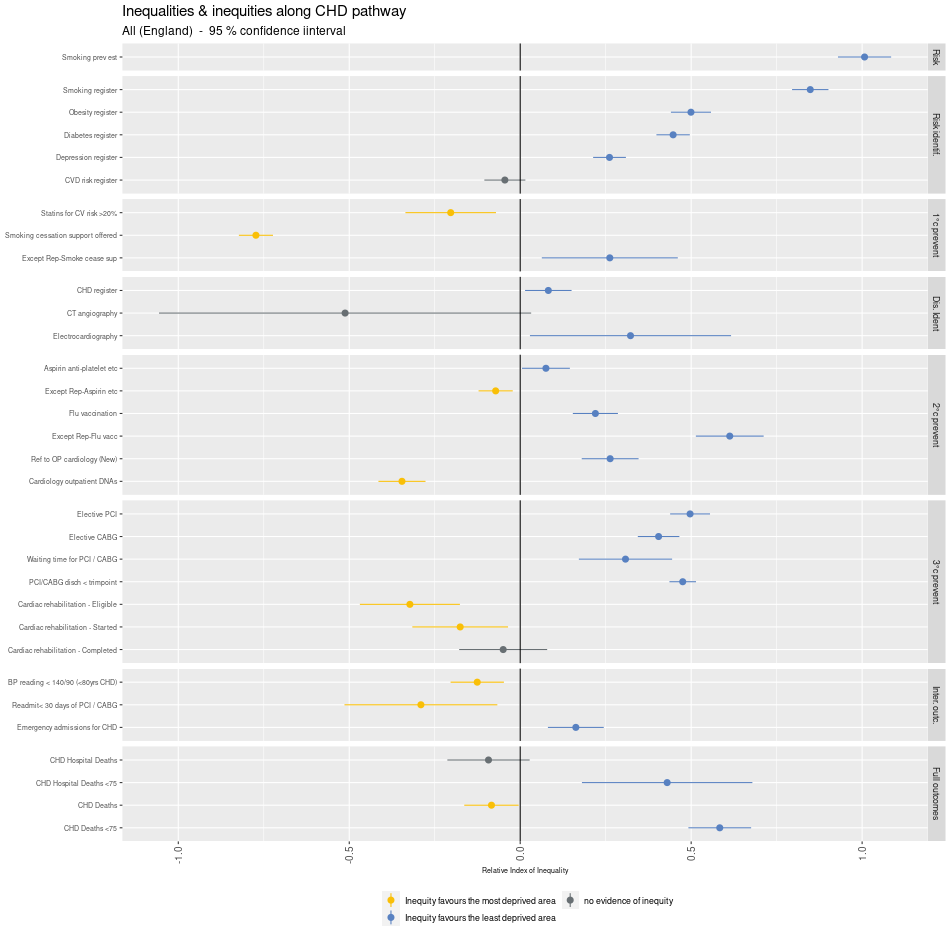 Inequalities & inequities along CHD pathway
All (England)  -  95 % confidence iinterval
Smoking prev est
Risk
Smoking register
Obesity register
Diabetes register
Depression register
CVD risk register
Risk identif.
Statins for CV risk >20%
Smoking cessation support offered
Except Rep-Smoke cease sup
1°c prevent
CHD register
CT angiography
Electrocardiography
Dis. Ident
Aspirin anti-platelet etc
Except Rep-Aspirin etc
Flu vaccination
Except Rep-Flu vacc
Ref to OP cardiology (New)
Cardiology outpatient DNAs
2°c prevent
Elective PCI
Elective CABG
Waiting time for PCI / CABG
PCI/CABG disch < trimpoint
Cardiac rehabilitation - Eligible
Cardiac rehabilitation - Started
Cardiac rehabilitation - Completed
3°c prevent
BP reading < 140/90 (<80yrs CHD)
Readmit< 30 days of PCI / CABG
Emergency admissions for CHD
Inter. outc.
CHD Hospital Deaths
CHD Hospital Deaths <75
CHD Deaths
CHD Deaths <75
Full outcomes
-1.0
-0.5
0.0
0.5
1.0
Relative Index of Inequality
Inequity favours the most deprived area
no evidence of inequity
Inequity favours the least deprived area